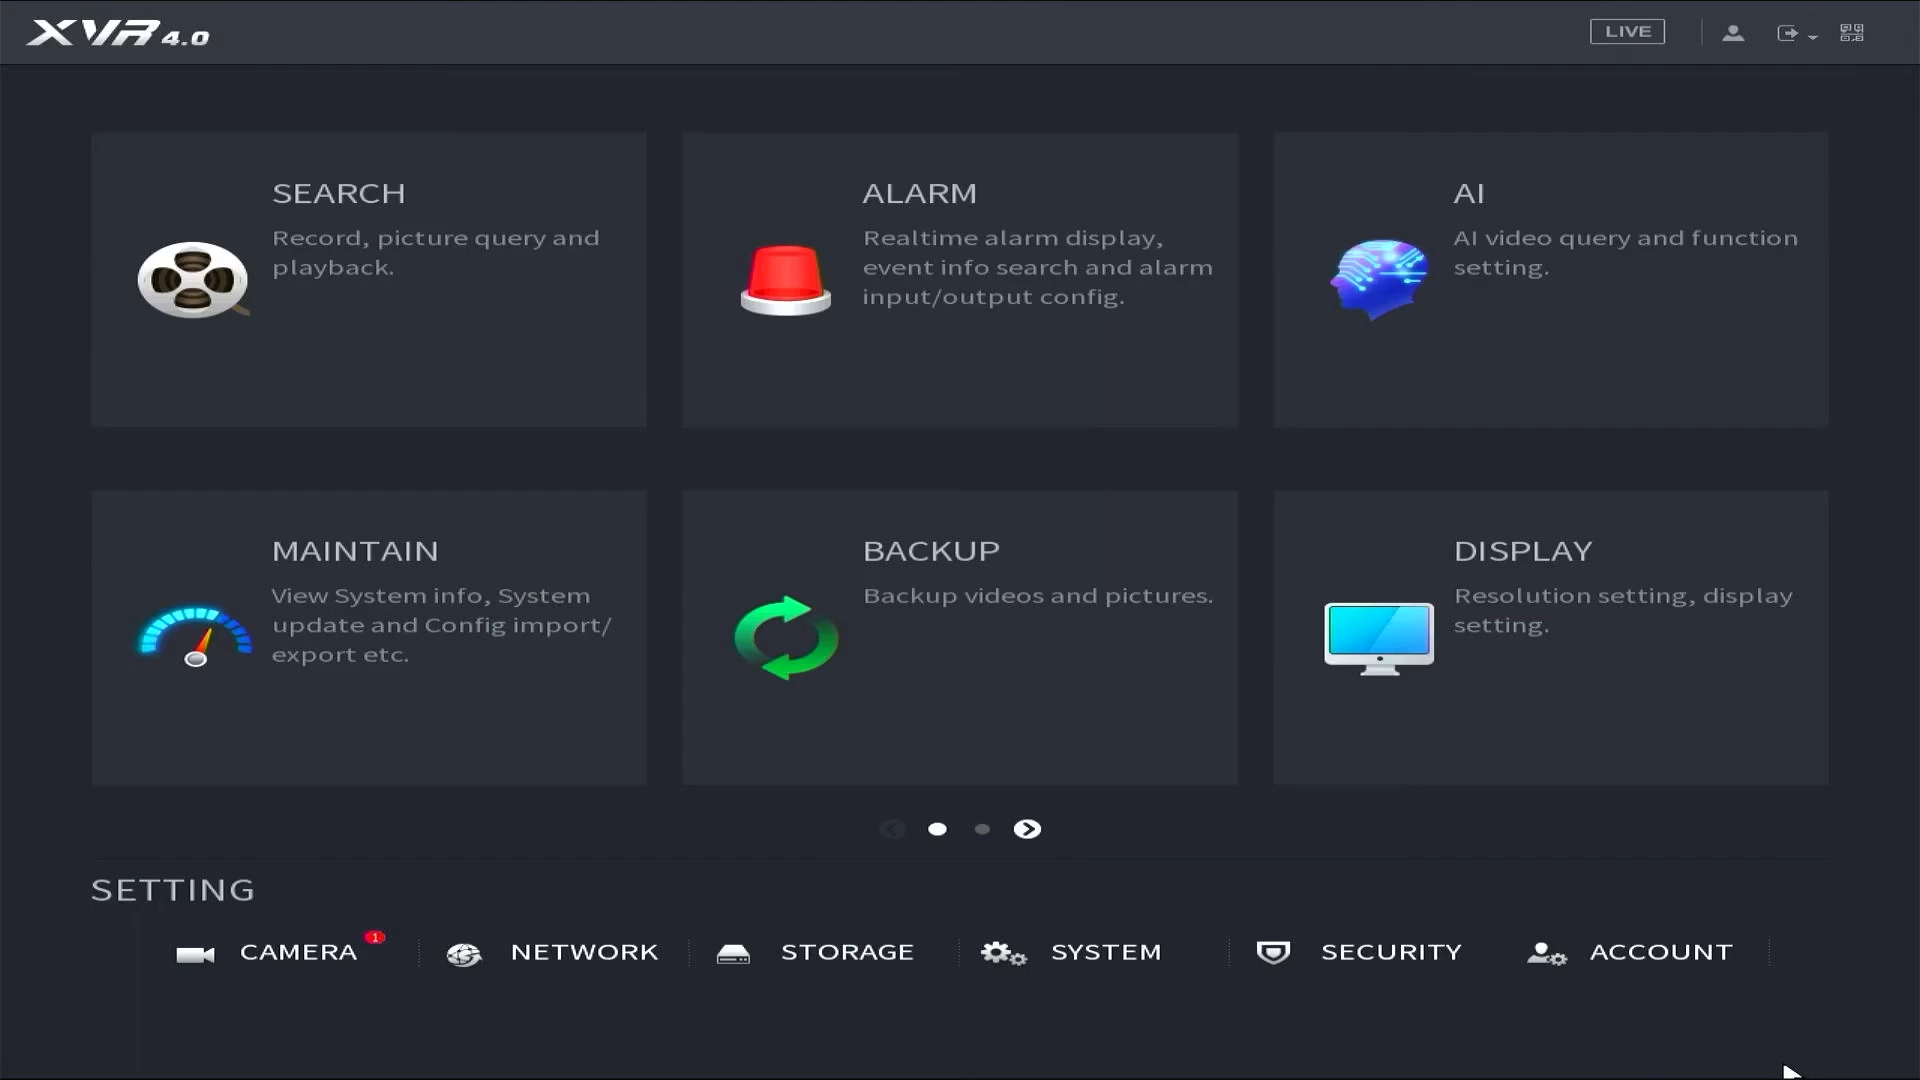 XVR 4.0
LIVE
SEARCH
Record, picture query and
playback.
ALARM
Realtime alarm display,
event info search and alarm
input/output config.
AI
AI video query and function
setting.
MAINTAIN
View System info, System
update and Config import/
export etc.
BACKUP
Backup videos and pictures.
DISPLAY
Resolution setting, display
setting.
SETTING
CAMERA 1
NETWORK
STORAGE
SYSTEM
SECURITY
ACCOUNT